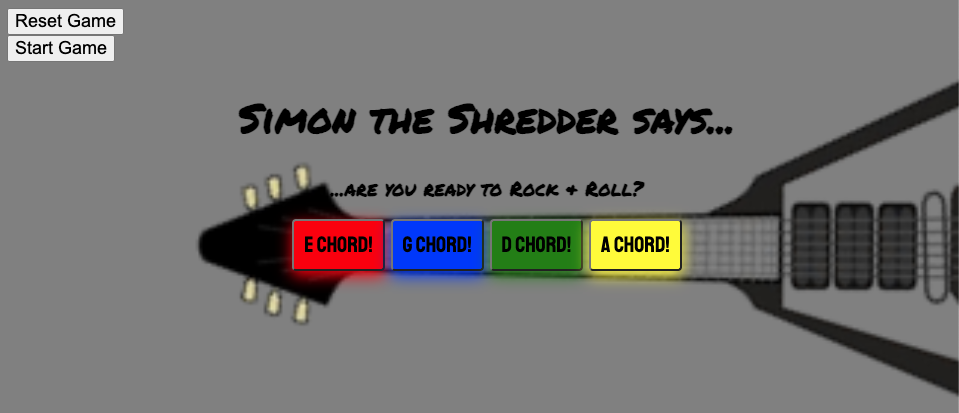 Reset Game
Start Game
Simon the Shredder says...
...are you ready to Rock & Roll?
E CHORD! G CHORD! D CHORD! A CHORD!